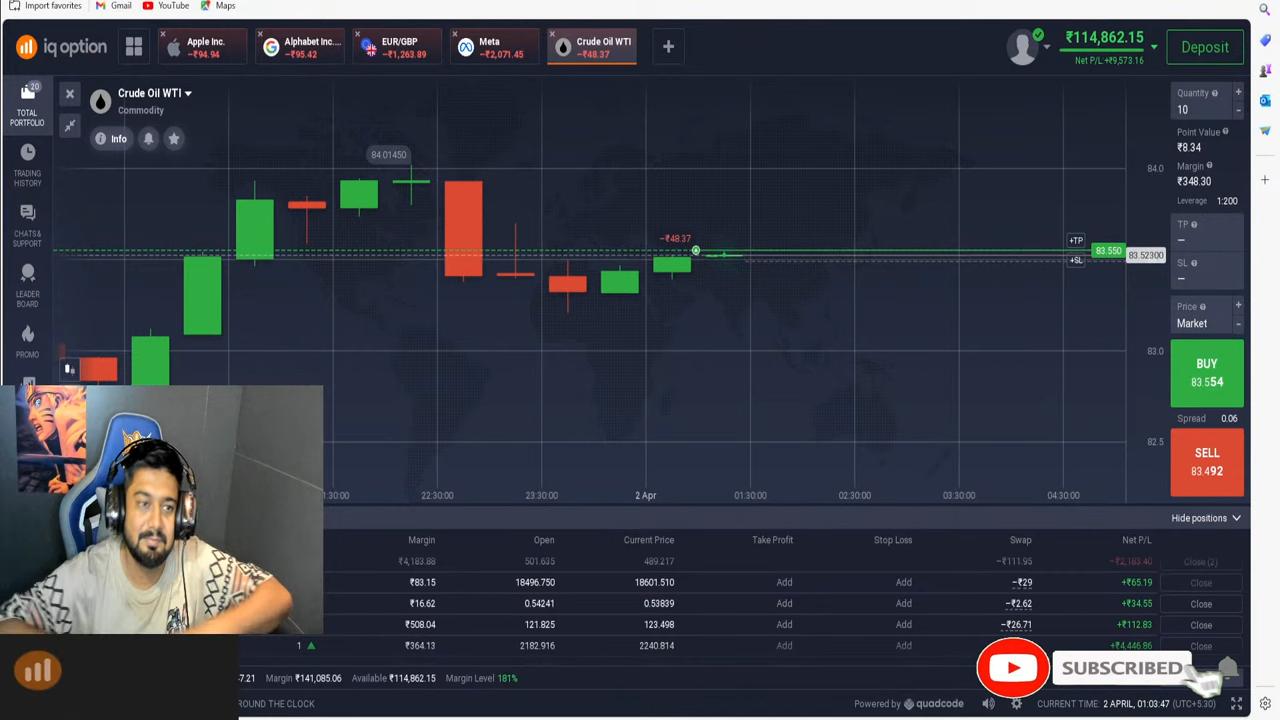 Import favorites Gmail YouTube Maps
iq option
Apple Inc. -₹94.94
Alphabet Inc.... -₹95.42
EUR/GBP -₹1,263.89
Meta -₹2,071.45
Crude Oil WTI -₹48.37
₹114,862.15
Net P/L: +₹9,573.16
Deposit
20
TOTAL PORTFOLIO
TRADING HISTORY
CHATS & SUPPORT
LEADER BOARD
PROMO
Crude Oil WTI
Commodity
Info
84.01450
-₹48.37
+TP
+SL
83.550
83.52300
84.0
83.0
82.5
1:30:00 22:30:00 23:30:00 2 Apr 01:30:00 02:30:00 03:30:00 04:30:00
Quantity
10
Point Value
₹8.34
Margin
₹348.30
Leverage 1:200
TP
–
SL
–
Price
Market
BUY
83.554
Spread 0.06
SELL
83.492
Hide positions
Margin Open Current Price Take Profit Stop Loss Swap Net P/L
₹4,183.88 501.635 489.217 -₹111.95 -₹2,183.40 Close (2)
₹83.15 18496.750 18601.510 Add Add -₹29 +₹65.19 Close
₹16.62 0.54241 0.53839 Add Add -₹2.62 +₹34.55 Close
₹508.04 121.825 123.498 Add Add -₹26.71 +₹112.83 Close
1 ₹364.13 2182.916 2240.814 Add Add +₹4,446.86 Close
SUBSCRIBED
7.21 Margin ₹141,085.06 Available ₹114,862.15 Margin Level 181%
ROUND THE CLOCK
Powered by quadcode
CURRENT TIME: 2 APRIL, 01:03:47 (UTC+5:30)